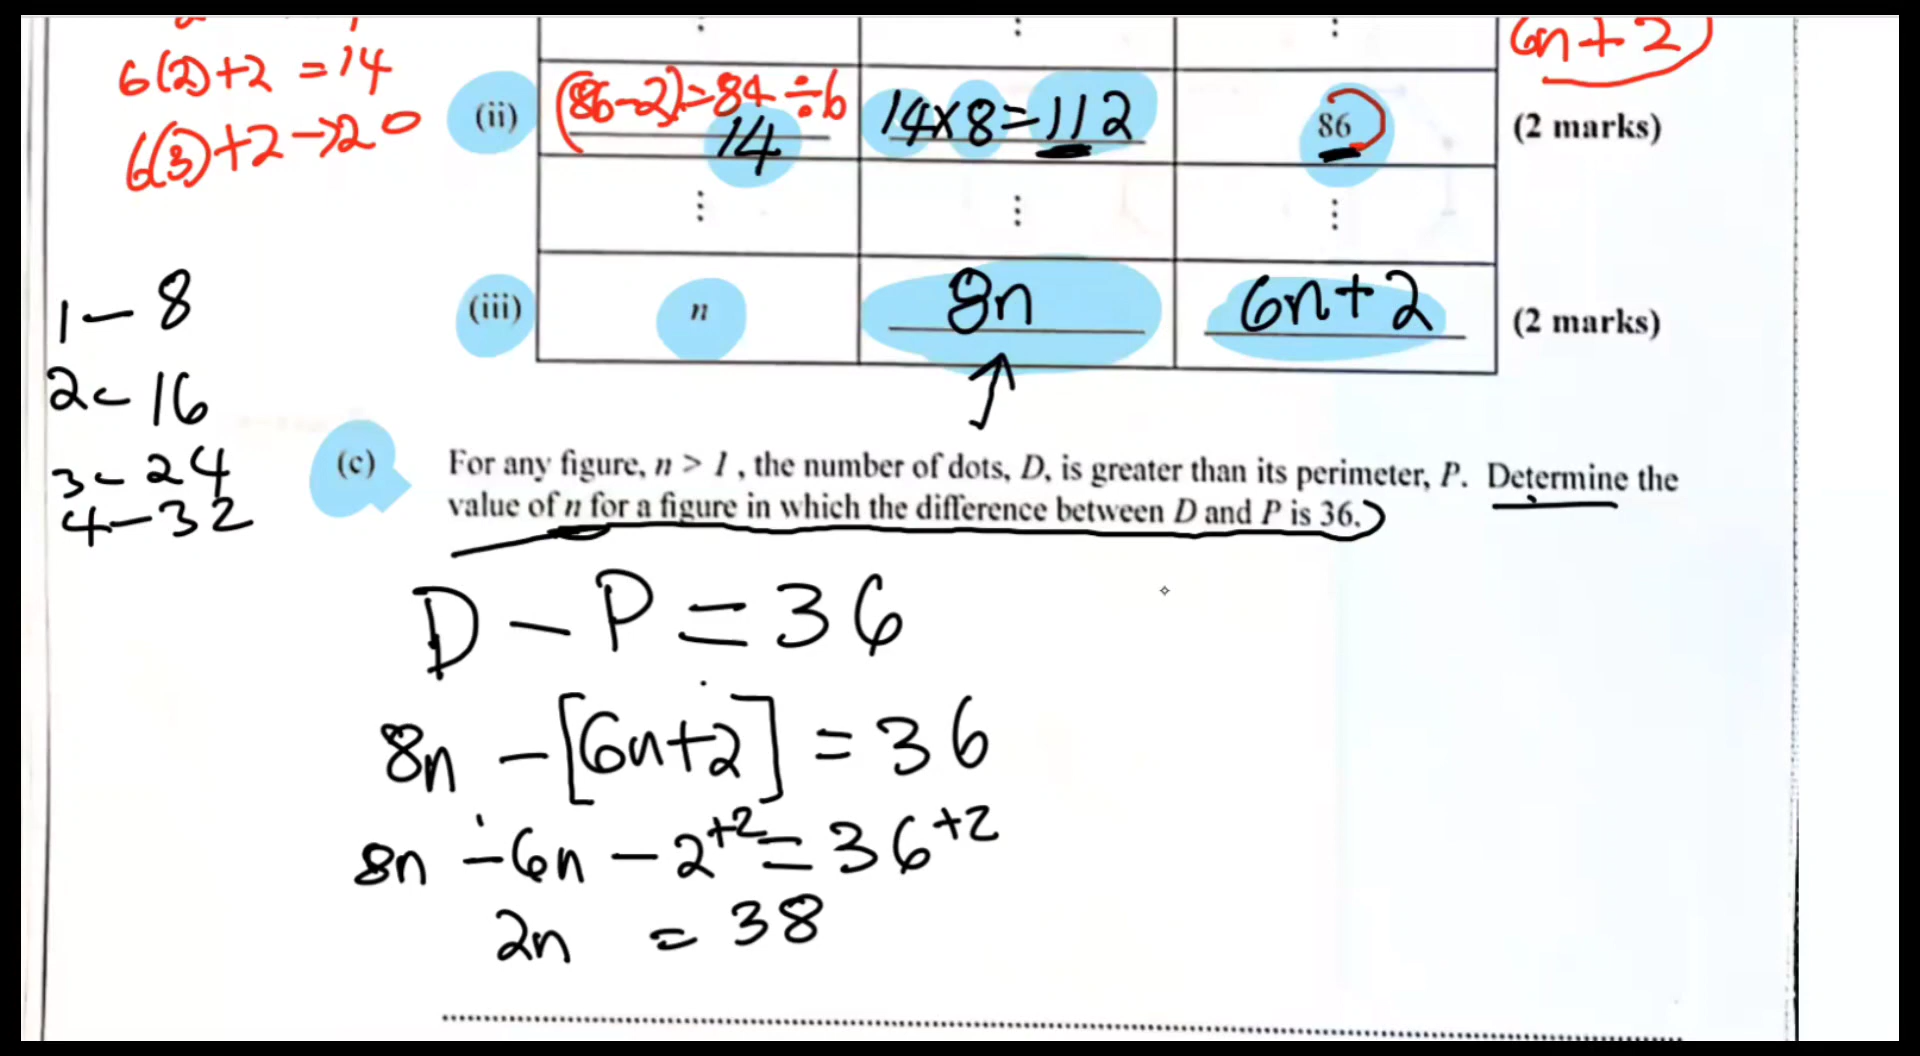 6n+2
6(2)+2 = 14
6(3)+2 → 20
(ii) (86-2)=84÷6 14 14×8=112 86 (2 marks)
1 - 8
2 - 16
3 - 24
4 - 32
(iii) n 8n 6n+2 (2 marks)
(c) For any figure, n > 1, the number of dots, D, is greater than its perimeter, P. Determine the
value of n for a figure in which the difference between D and P is 36.
D - P = 36
8n - [6n+2] = 36
8n - 6n - 2 +2 = 36 +2
2n = 38